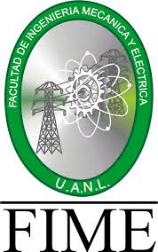 FACULTAD DE INGENIERIA MECANICA Y ELECTRICA
U.A.N.L.
FIME